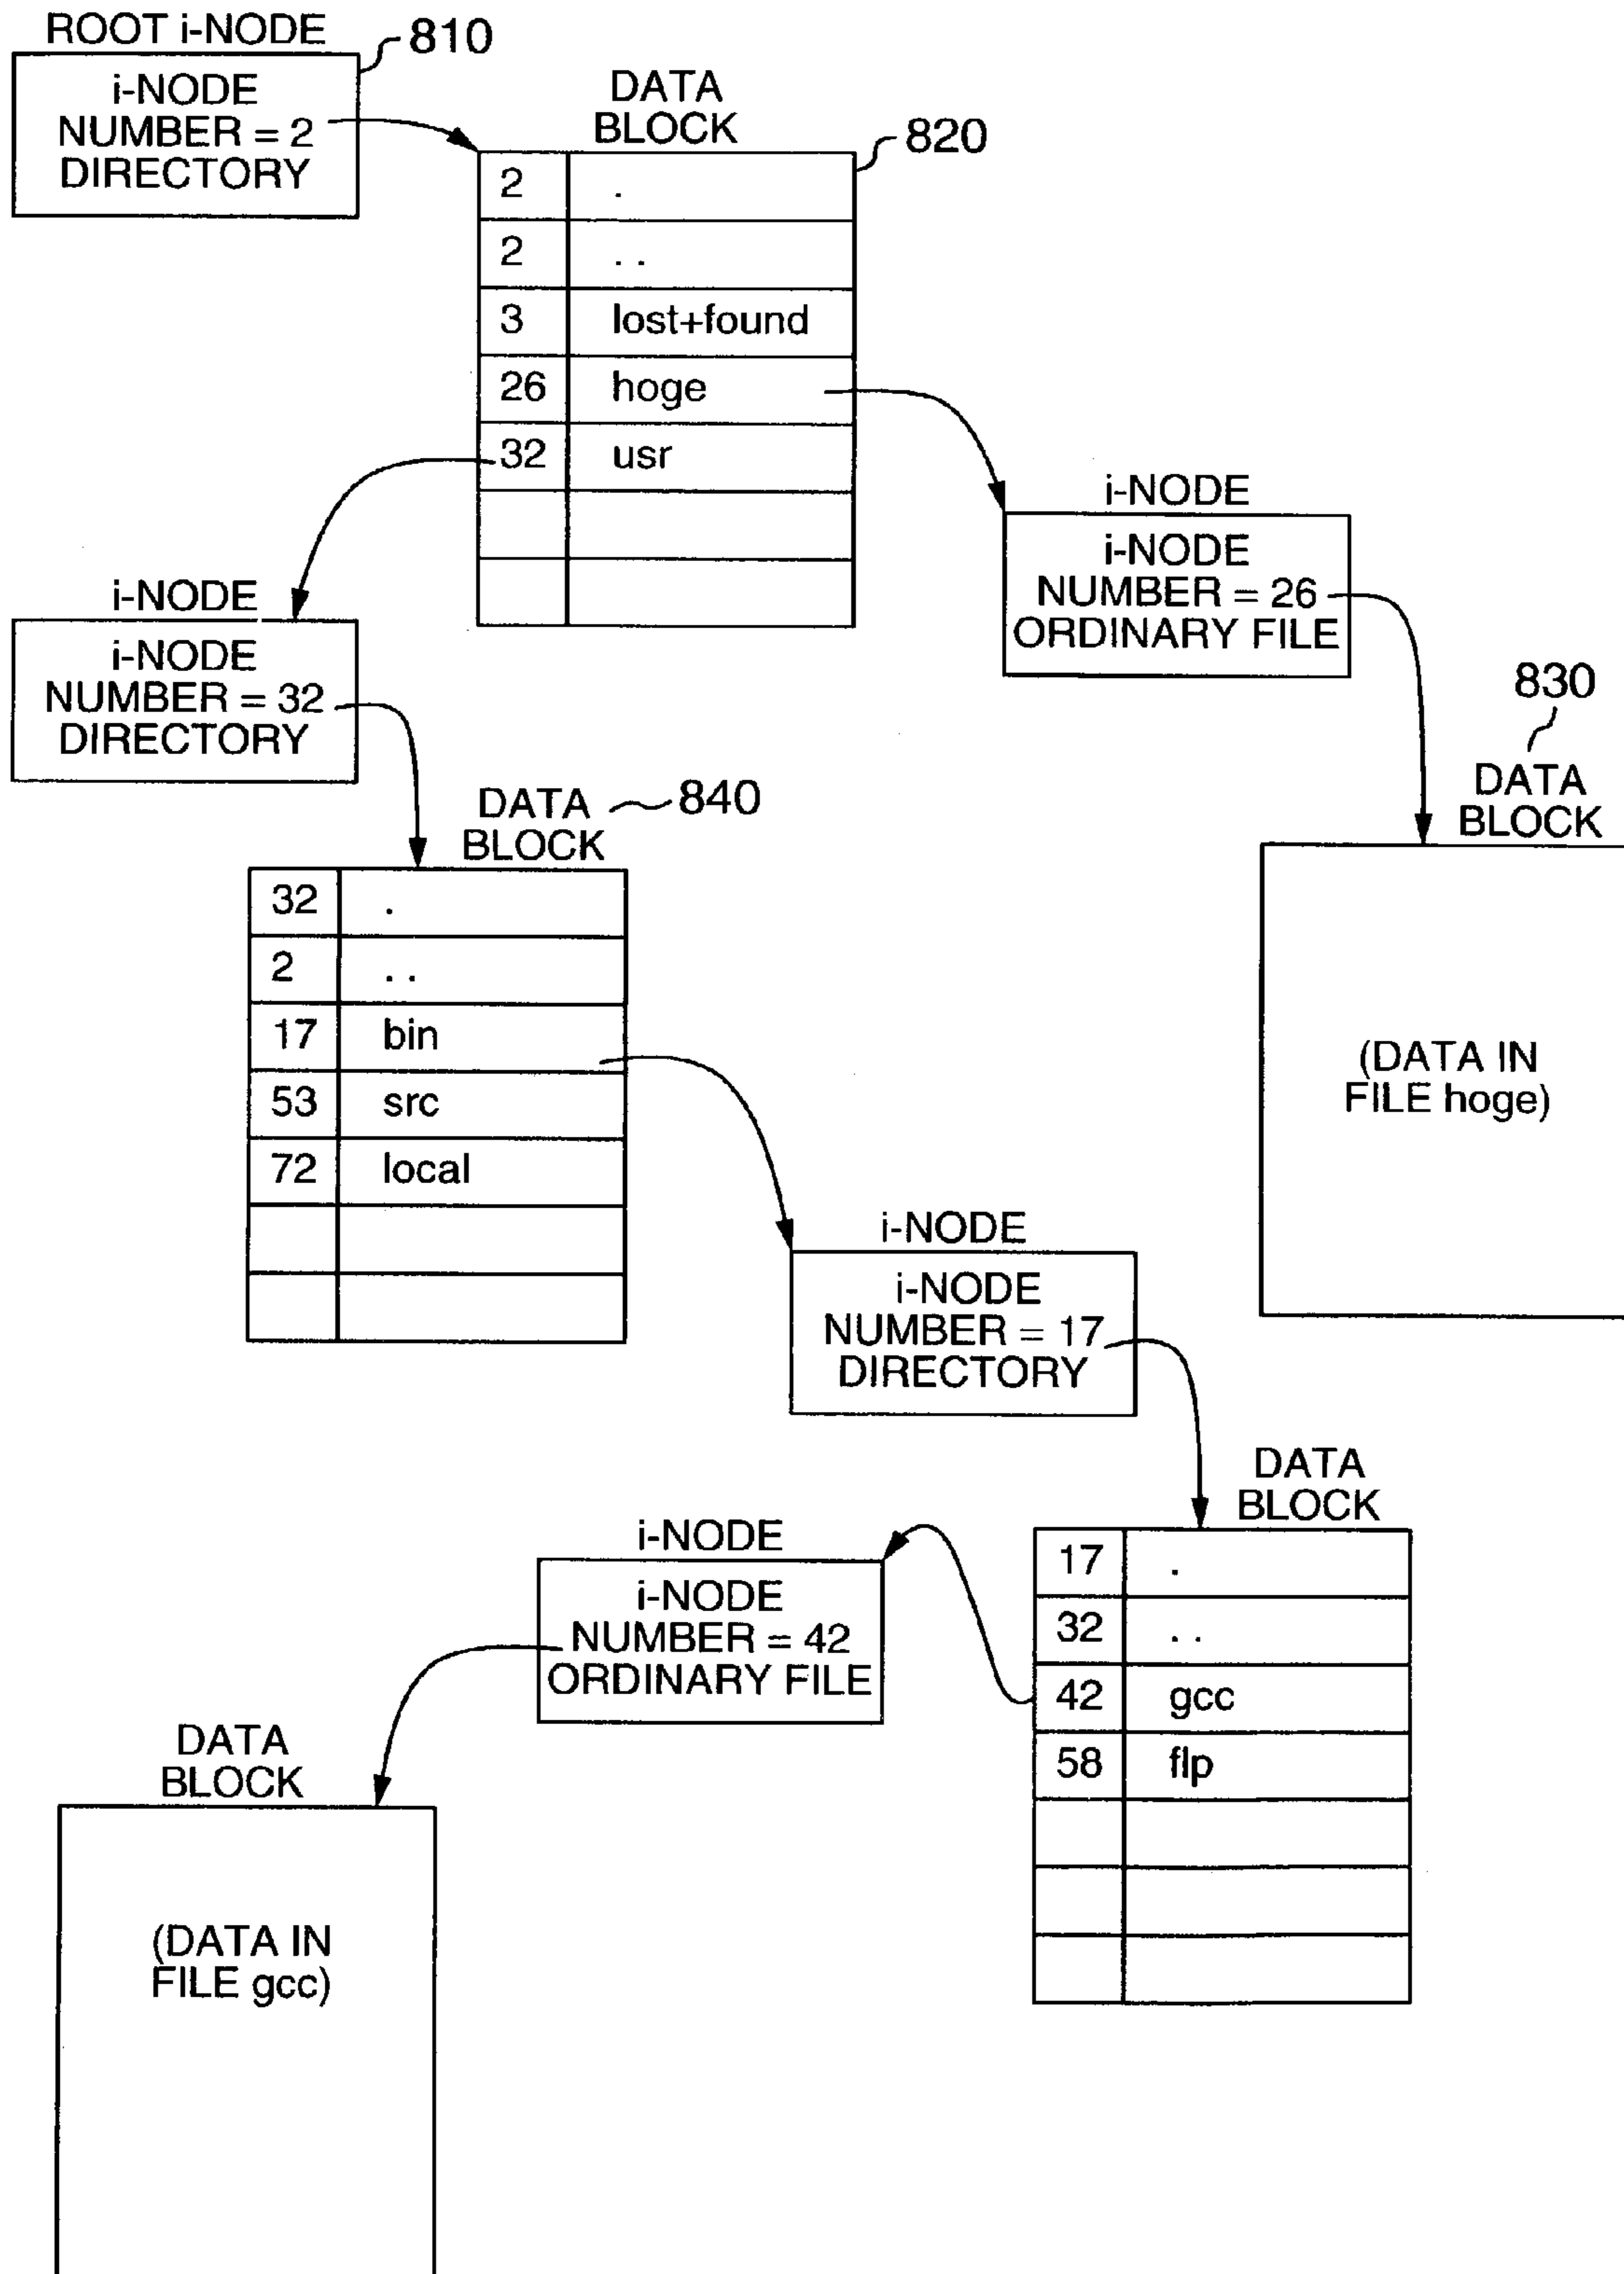 ROOT i-NODE
810
i-NODE
NUMBER = 2
DIRECTORY
DATA
BLOCK
820
2 .
2 ..
3 lost+found
26 hoge
32 usr
i-NODE
i-NODE
NUMBER = 26
ORDINARY FILE
i-NODE
i-NODE
NUMBER = 32
DIRECTORY
830
DATA
BLOCK
(DATA IN
FILE hoge)
DATA 840
BLOCK
32 .
2 ..
17 bin
53 src
72 local
i-NODE
i-NODE
NUMBER = 17
DIRECTORY
DATA
BLOCK
17 .
32 ..
42 gcc
58 flp
i-NODE
i-NODE
NUMBER = 42
ORDINARY FILE
DATA
BLOCK
(DATA IN
FILE gcc)